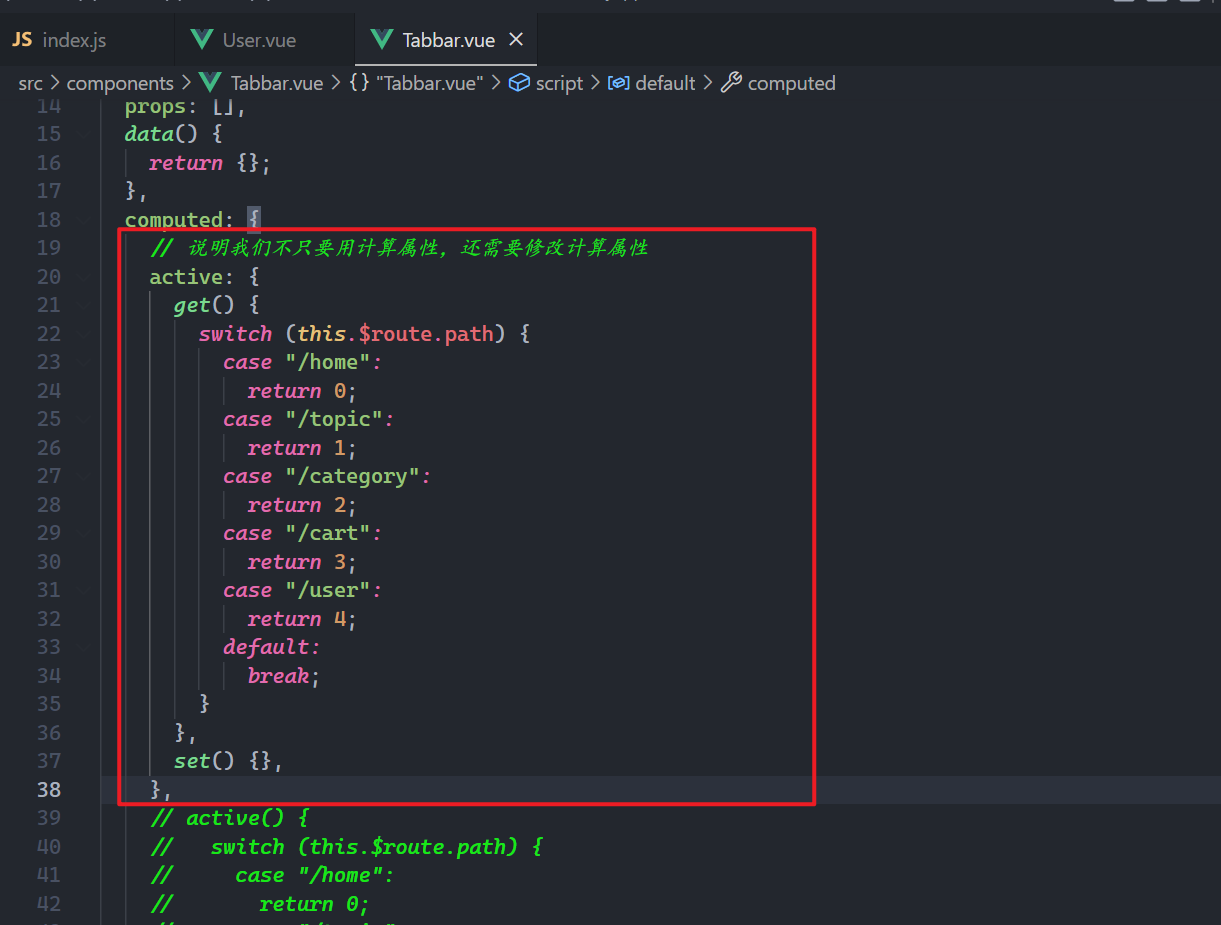 JS index.js
User.vue
Tabbar.vue ×
src > components > Tabbar.vue > {} "Tabbar.vue" > script > default > computed
14 props: [],
15 data() {
16 return {};
17 },
18 computed: {
19 // 说明我们不只要用计算属性，还需要修改计算属性
20 active: {
21 get() {
22 switch (this.$route.path) {
23 case "/home":
24 return 0;
25 case "/topic":
26 return 1;
27 case "/category":
28 return 2;
29 case "/cart":
30 return 3;
31 case "/user":
32 return 4;
33 default:
34 break;
35 }
36 },
37 set() {},
38 },
39 // active() {
40 // switch (this.$route.path) {
41 // case "/home":
42 // return 0;